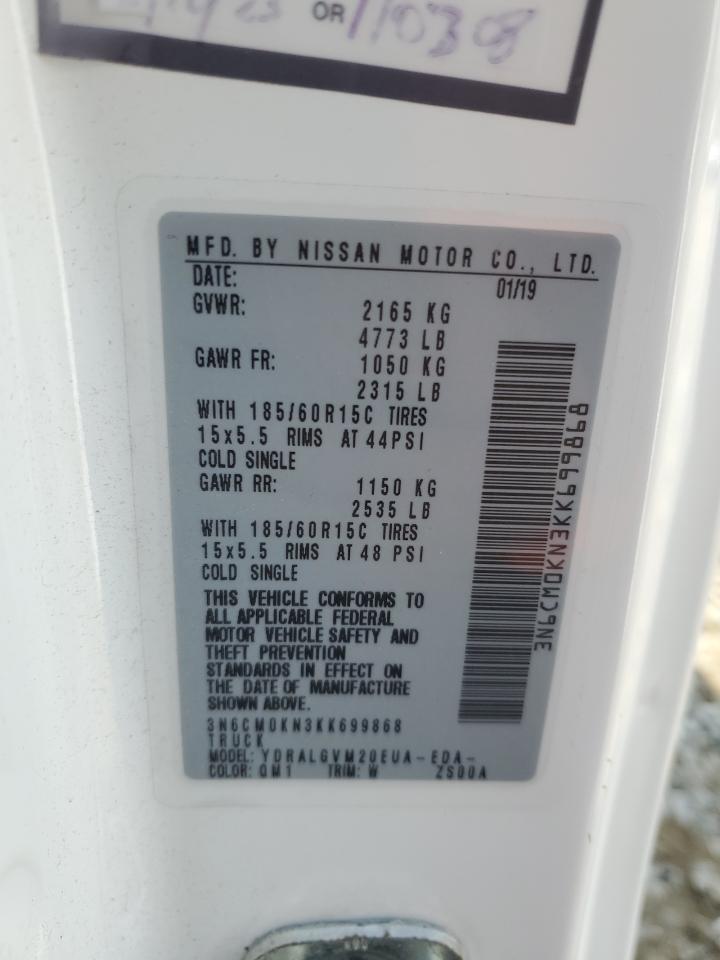 OR 110308
MFD. BY NISSAN MOTOR CO., LTD.
DATE: 01/19
GVWR: 2165 KG
4773 LB
GAWR FR: 1050 KG
2315 LB
WITH 185/60R15C TIRES
15x5.5 RIMS AT 44PSI
COLD SINGLE
GAWR RR: 1150 KG
2535 LB
WITH 185/60R15C TIRES
15x5.5 RIMS AT 48 PSI
COLD SINGLE
THIS VEHICLE CONFORMS TO
ALL APPLICABLE FEDERAL
MOTOR VEHICLE SAFETY AND
THEFT PREVENTION
STANDARDS IN EFFECT ON
THE DATE OF MANUFACTURE
SHOWN ABOVE.
3N6CM0KN3KK699868
TRUCK
MODEL: YDRALGVM20EUA-EDA-
COLOR: QM1 TRIM: W ZS00A
3N6CM0KN3KK699868